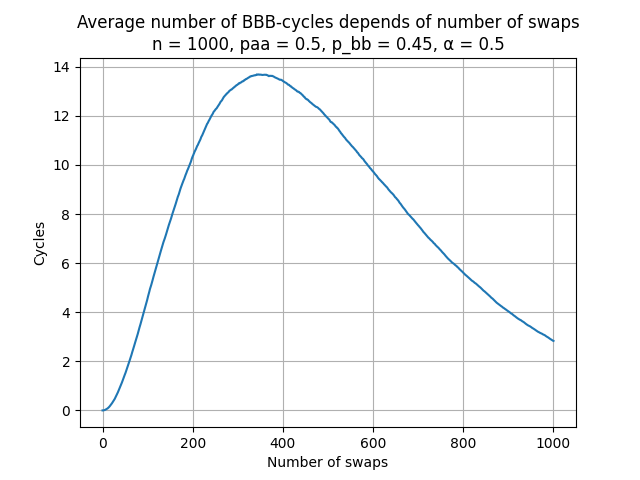 Average number of BBB-cycles depends of number of swaps
n = 1000, paa = 0.5, p_bb = 0.45, α = 0.5
14
12
10
8
6
4
2
0
Cycles
0 200 400 600 800 1000
Number of swaps